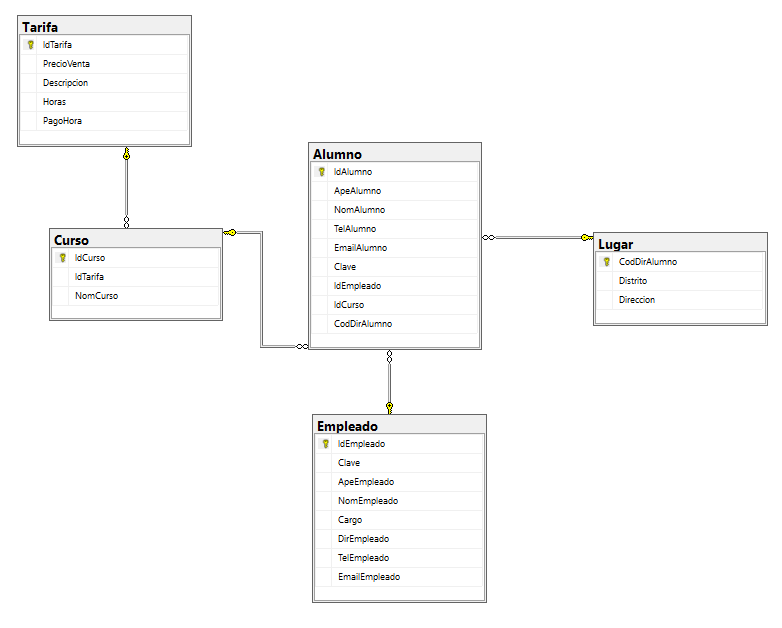 Tarifa
IdTarifa
PrecioVenta
Descripcion
Horas
PagoHora
Alumno
IdAlumno
ApeAlumno
NomAlumno
TelAlumno
EmailAlumno
Clave
IdEmpleado
IdCurso
CodDirAlumno
Curso
IdCurso
IdTarifa
NomCurso
Lugar
CodDirAlumno
Distrito
Direccion
Empleado
IdEmpleado
Clave
ApeEmpleado
NomEmpleado
Cargo
DirEmpleado
TelEmpleado
EmailEmpleado